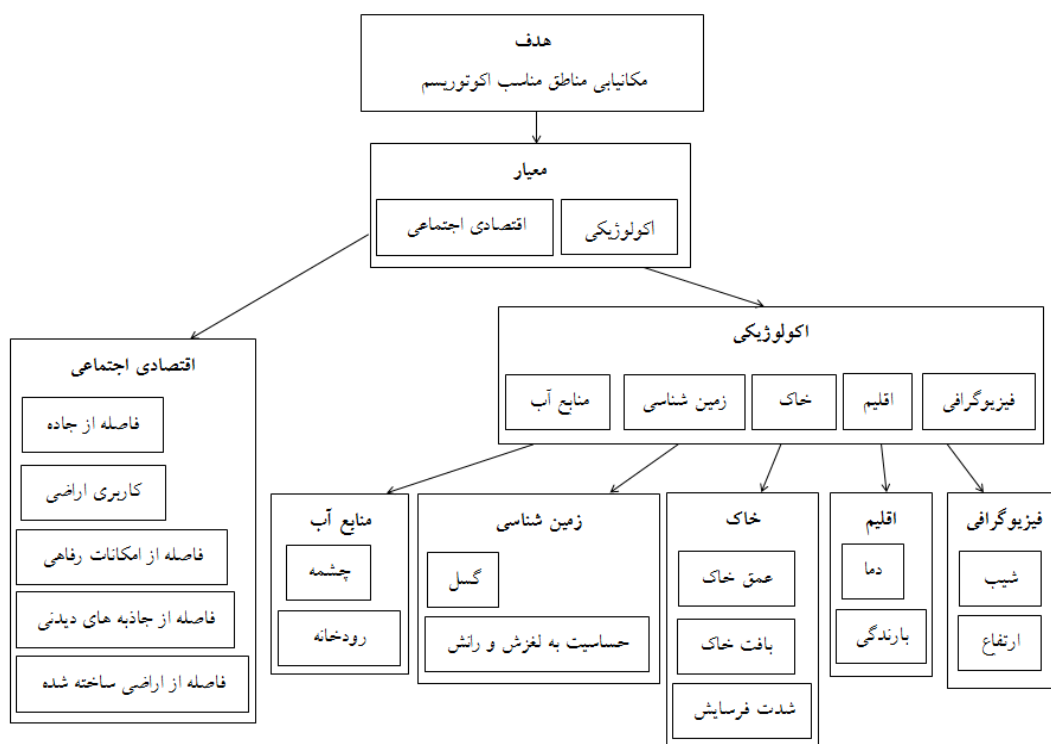 هدف
مکانیابی مناطق مناسب اکوتوریسم
معیار
اکولوژیکی
اقتصادی اجتماعی
اکولوژیکی
فیزیوگرافی
اقلیم
خاک
زمین شناسی
منابع آب
اقتصادی اجتماعی
فاصله از جاده
کاربری اراضی
فاصله از امکانات رفاهی
فاصله از جاذبه های دیدنی
فاصله از اراضی ساخته شده
فیزیوگرافی
شیب
ارتفاع
اقلیم
دما
بارندگی
خاک
عمق خاک
بافت خاک
شدت فرسایش
زمین شناسی
گسل
حساسیت به لغزش و رانش
منابع آب
چشمه
رودخانه